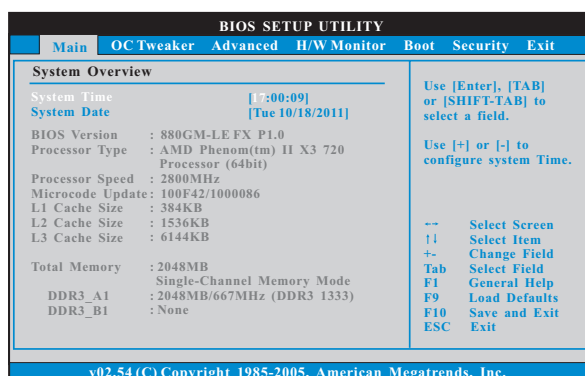 BIOS SETUP UTILITY
Main OC Tweaker Advanced H/W Monitor Boot Security Exit
System Overview
System Time [17:00:09]
System Date [Tue 10/18/2011]
BIOS Version : 880GM-LE FX P1.0
Processor Type : AMD Phenom(tm) II X3 720
Processor (64bit)
Processor Speed : 2800MHz
Microcode Update : 100F42/1000086
L1 Cache Size : 384KB
L2 Cache Size : 1536KB
L3 Cache Size : 6144KB
Total Memory : 2048MB
Single-Channel Memory Mode
DDR3_A1 : 2048MB/667MHz (DDR3 1333)
DDR3_B1 : None
Use [Enter], [TAB]
or [SHIFT-TAB] to
select a field.
Use [+] or [-] to
configure system Time.
←→ Select Screen
↑↓ Select Item
+- Change Field
Tab Select Field
F1 General Help
F9 Load Defaults
F10 Save and Exit
ESC Exit
v02.54 (C) Copyright 1985-2005, American Megatrends, Inc.